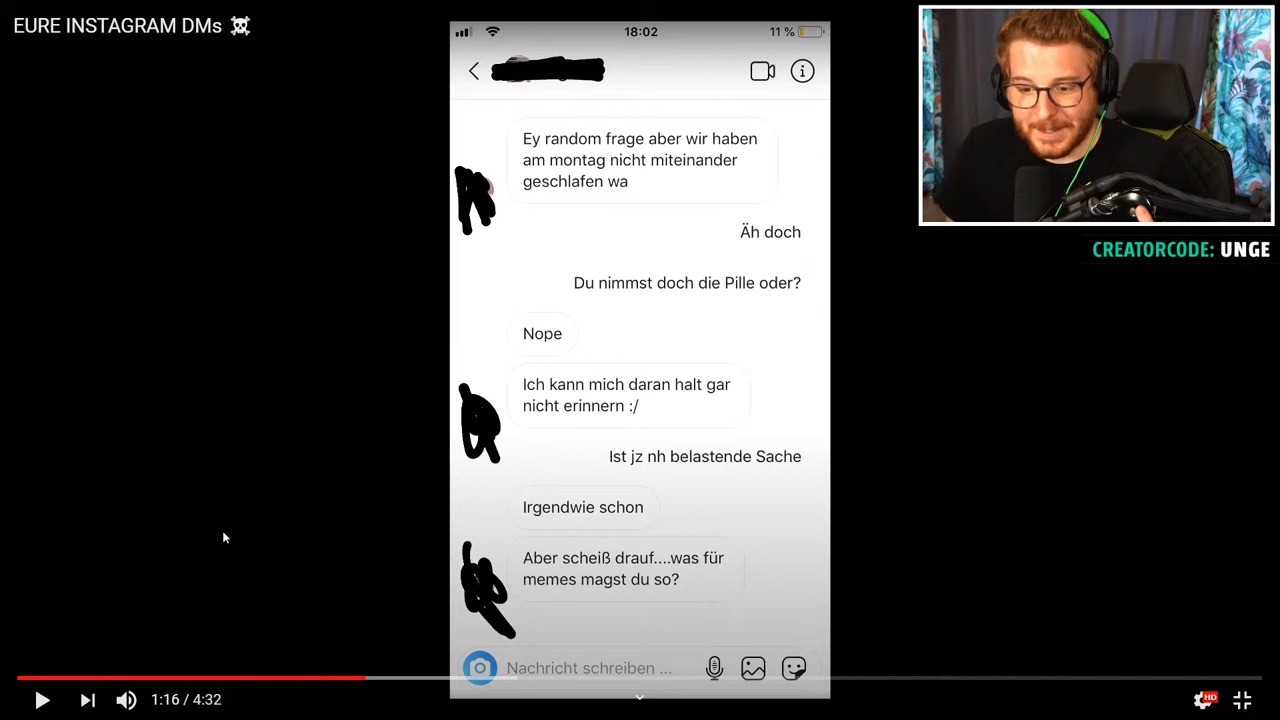 EURE INSTAGRAM DMs ☠
18:02
11 %
Ey random frage aber wir haben
am montag nicht miteinander
geschlafen wa
Äh doch
Du nimmst doch die Pille oder?
Nope
Ich kann mich daran halt gar
nicht erinnern :/
Ist jz nh belastende Sache
Irgendwie schon
Aber scheiß drauf....was für
memes magst du so?
Nachricht schreiben ...
CREATORCODE: UNGE
1:16 / 4:32
HD